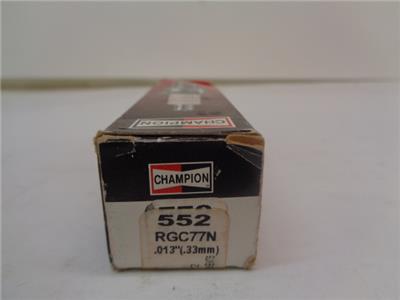 CHAMPION
CHAMPION
552
RGC77N
.013"(.33mm)